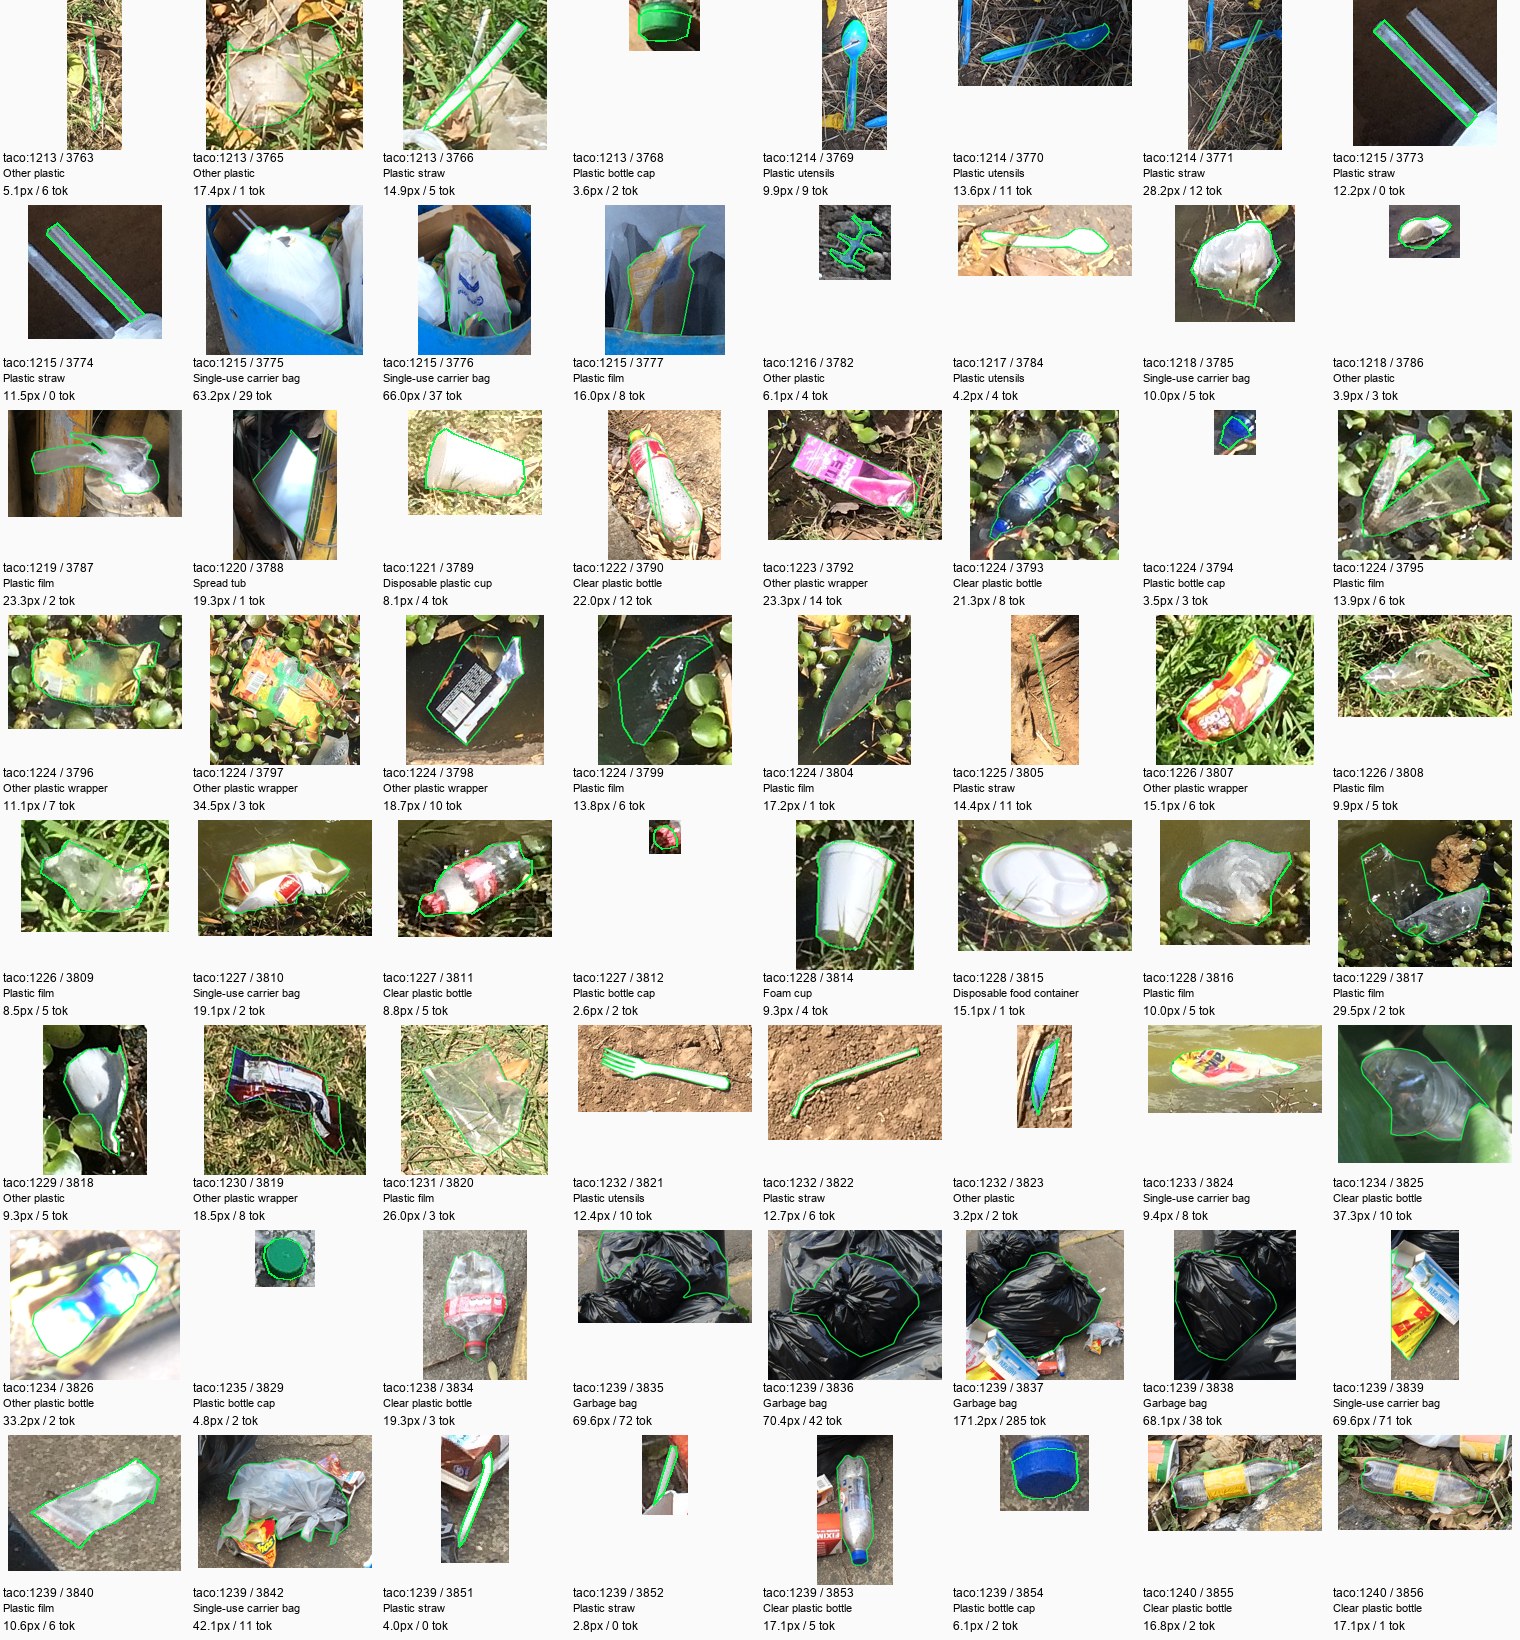 taco:1213 / 3763
Other plastic
5.1px / 6 tok
taco:1213 / 3765
Other plastic
17.4px / 1 tok
taco:1213 / 3766
Plastic straw
14.9px / 5 tok
taco:1213 / 3768
Plastic bottle cap
3.6px / 2 tok
taco:1214 / 3769
Plastic utensils
9.9px / 9 tok
taco:1214 / 3770
Plastic utensils
13.6px / 11 tok
taco:1214 / 3771
Plastic straw
28.2px / 12 tok
taco:1215 / 3773
Plastic straw
12.2px / 0 tok
taco:1215 / 3774
Plastic straw
11.5px / 0 tok
taco:1215 / 3775
Single-use carrier bag
63.2px / 29 tok
taco:1215 / 3776
Single-use carrier bag
66.0px / 37 tok
taco:1215 / 3777
Plastic film
16.0px / 8 tok
taco:1216 / 3782
Other plastic
6.1px / 4 tok
taco:1217 / 3784
Plastic utensils
4.2px / 4 tok
taco:1218 / 3785
Single-use carrier bag
10.0px / 5 tok
taco:1218 / 3786
Other plastic
3.9px / 3 tok
taco:1219 / 3787
Plastic film
23.3px / 2 tok
taco:1220 / 3788
Spread tub
19.3px / 1 tok
taco:1221 / 3789
Disposable plastic cup
8.1px / 4 tok
taco:1222 / 3790
Clear plastic bottle
22.0px / 12 tok
taco:1223 / 3792
Other plastic wrapper
23.3px / 14 tok
taco:1224 / 3793
Clear plastic bottle
21.3px / 8 tok
taco:1224 / 3794
Plastic bottle cap
3.5px / 3 tok
taco:1224 / 3795
Plastic film
13.9px / 6 tok
taco:1224 / 3796
Other plastic wrapper
11.1px / 7 tok
taco:1224 / 3797
Other plastic wrapper
34.5px / 3 tok
taco:1224 / 3798
Other plastic wrapper
18.7px / 10 tok
taco:1224 / 3799
Plastic film
13.8px / 6 tok
taco:1224 / 3804
Plastic film
17.2px / 1 tok
taco:1225 / 3805
Plastic straw
14.4px / 11 tok
taco:1226 / 3807
Other plastic wrapper
15.1px / 6 tok
taco:1226 / 3808
Plastic film
9.9px / 5 tok
taco:1226 / 3809
Plastic film
8.5px / 5 tok
taco:1227 / 3810
Single-use carrier bag
19.1px / 2 tok
taco:1227 / 3811
Clear plastic bottle
8.8px / 5 tok
taco:1227 / 3812
Plastic bottle cap
2.6px / 2 tok
taco:1228 / 3814
Foam cup
9.3px / 4 tok
taco:1228 / 3815
Disposable food container
15.1px / 1 tok
taco:1228 / 3816
Plastic film
10.0px / 5 tok
taco:1229 / 3817
Plastic film
29.5px / 2 tok
taco:1229 / 3818
Other plastic
9.3px / 5 tok
taco:1230 / 3819
Other plastic wrapper
18.5px / 8 tok
taco:1231 / 3820
Plastic film
26.0px / 3 tok
taco:1232 / 3821
Plastic utensils
12.4px / 10 tok
taco:1232 / 3822
Plastic straw
12.7px / 6 tok
taco:1232 / 3823
Other plastic
3.2px / 2 tok
taco:1233 / 3824
Single-use carrier bag
9.4px / 8 tok
taco:1234 / 3825
Clear plastic bottle
37.3px / 10 tok
taco:1234 / 3826
Other plastic bottle
33.2px / 2 tok
taco:1235 / 3829
Plastic bottle cap
4.8px / 2 tok
taco:1238 / 3834
Clear plastic bottle
19.3px / 3 tok
taco:1239 / 3835
Garbage bag
69.6px / 72 tok
taco:1239 / 3836
Garbage bag
70.4px / 42 tok
taco:1239 / 3837
Garbage bag
171.2px / 285 tok
taco:1239 / 3838
Garbage bag
68.1px / 38 tok
taco:1239 / 3839
Single-use carrier bag
69.6px / 71 tok
taco:1239 / 3840
Plastic film
10.6px / 6 tok
taco:1239 / 3842
Single-use carrier bag
42.1px / 11 tok
taco:1239 / 3851
Plastic straw
4.0px / 0 tok
taco:1239 / 3852
Plastic straw
2.8px / 0 tok
taco:1239 / 3853
Clear plastic bottle
17.1px / 5 tok
taco:1239 / 3854
Plastic bottle cap
6.1px / 2 tok
taco:1240 / 3855
Clear plastic bottle
16.8px / 2 tok
taco:1240 / 3856
Clear plastic bottle
17.1px / 1 tok